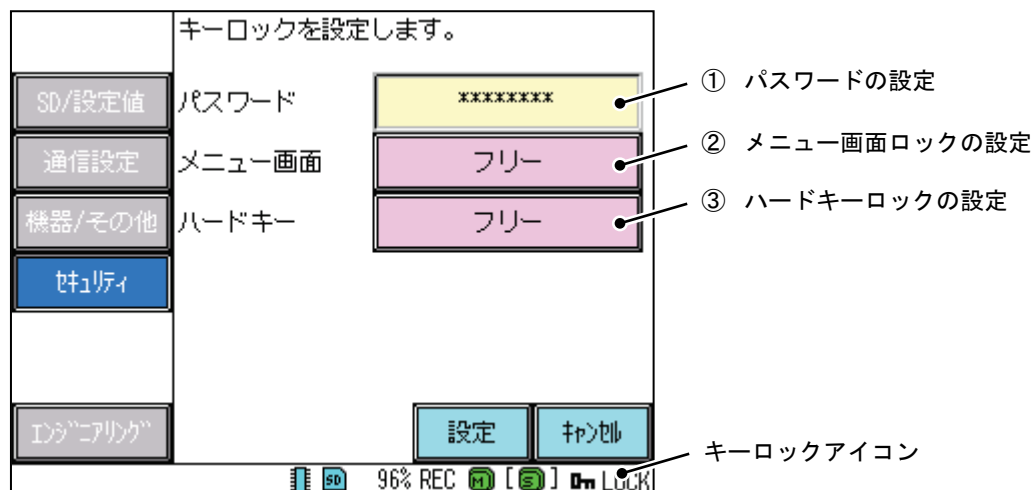 キーロックを設定します。
SD/設定値
パスワード
********
① パスワードの設定
通信設定
メニュー画面
フリー
② メニュー画面ロックの設定
機器/その他
ハードキー
フリー
③ ハードキーロックの設定
ｾｷｭﾘﾃｨ
ｴﾝｼﾞﾆｱﾘﾝｸﾞ
設定
ｷｬﾝｾﾙ
キーロックアイコン
SD 96% REC M [S] LOCK